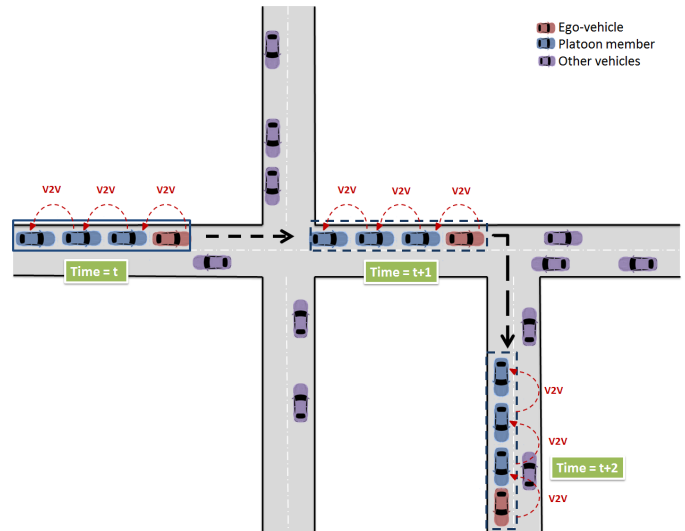 Ego-vehicle
Platoon member
Other vehicles
V2V V2V V2V
V2V V2V V2V
Time = t
Time = t+1
V2V
V2V
Time = t+2
V2V